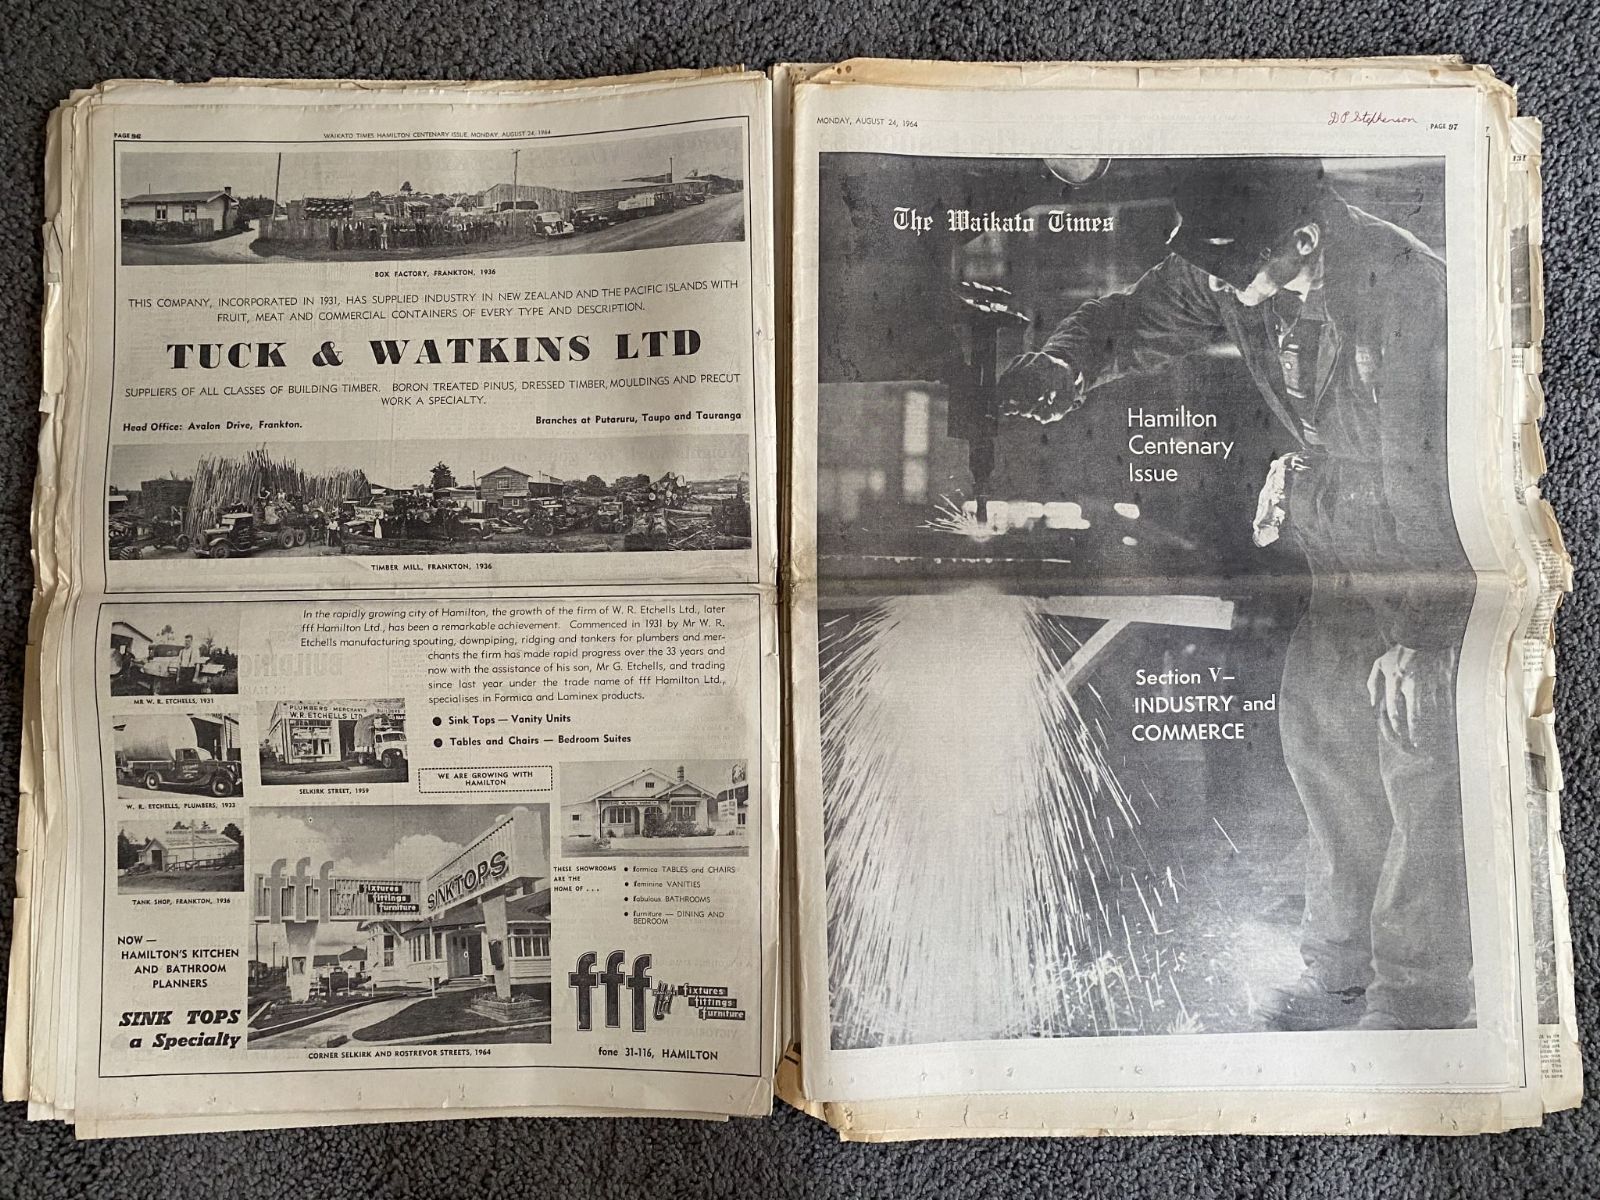 PAGE 96
WAIKATO TIMES HAMILTON CENTENARY ISSUE, MONDAY, AUGUST 24, 1964
BOX FACTORY, FRANKTON, 1936
THIS COMPANY, INCORPORATED IN 1931, HAS SUPPLIED INDUSTRY IN NEW ZEALAND AND THE PACIFIC ISLANDS WITH
FRUIT, MEAT AND COMMERCIAL CONTAINERS OF EVERY TYPE AND DESCRIPTION.
TUCK & WATKINS LTD
SUPPLIERS OF ALL CLASSES OF BUILDING TIMBER. BORON TREATED PINUS, DRESSED TIMBER, MOULDINGS AND PRECUT
WORK A SPECIALTY.
Head Office: Avalon Drive, Frankton.
Branches at Putaruru, Taupo and Tauranga
TIMBER MILL, FRANKTON, 1936
In the rapidly growing city of Hamilton, the growth of the firm of W. R. Etchells Ltd., later
fff Hamilton Ltd., has been a remarkable achievement. Commenced in 1931 by Mr W. R.
Etchells manufacturing spouting, downpiping, ridging and tankers for plumbers and mer-
chants the firm has made rapid progress over the 33 years and
now with the assistance of his son, Mr G. Etchells, and trading
since last year under the trade name of fff Hamilton Ltd.,
specialises in Formica and Laminex products.
MR W. R. ETCHELLS, 1931
● Sink Tops — Vanity Units
● Tables and Chairs — Bedroom Suites
PLUMBERS MERCHANTS
W.R.ETCHELLS LTD
SELKIRK STREET, 1959
WE ARE GROWING WITH
HAMILTON
W. R. ETCHELLS, PLUMBERS, 1933
TANK SHOP, FRANKTON, 1936
fff
fixtures
fittings
furniture
SINKTOPS
THESE SHOWROOMS
ARE THE
HOME OF . . .
● formica TABLES and CHAIRS
● feminine VANITIES
● fabulous BATHROOMS
● furniture — DINING AND
BEDROOM
NOW —
HAMILTON'S KITCHEN
AND BATHROOM
PLANNERS
SINK TOPS
a Specialty
CORNER SELKIRK AND ROSTREVOR STREETS, 1964
fff ltd
fixtures
fittings
furniture
fone 31-116, HAMILTON
MONDAY, AUGUST 24, 1964
D P Stephenson
PAGE 97
The Waikato Times
Hamilton
Centenary
Issue
Section V—
INDUSTRY and
COMMERCE
131